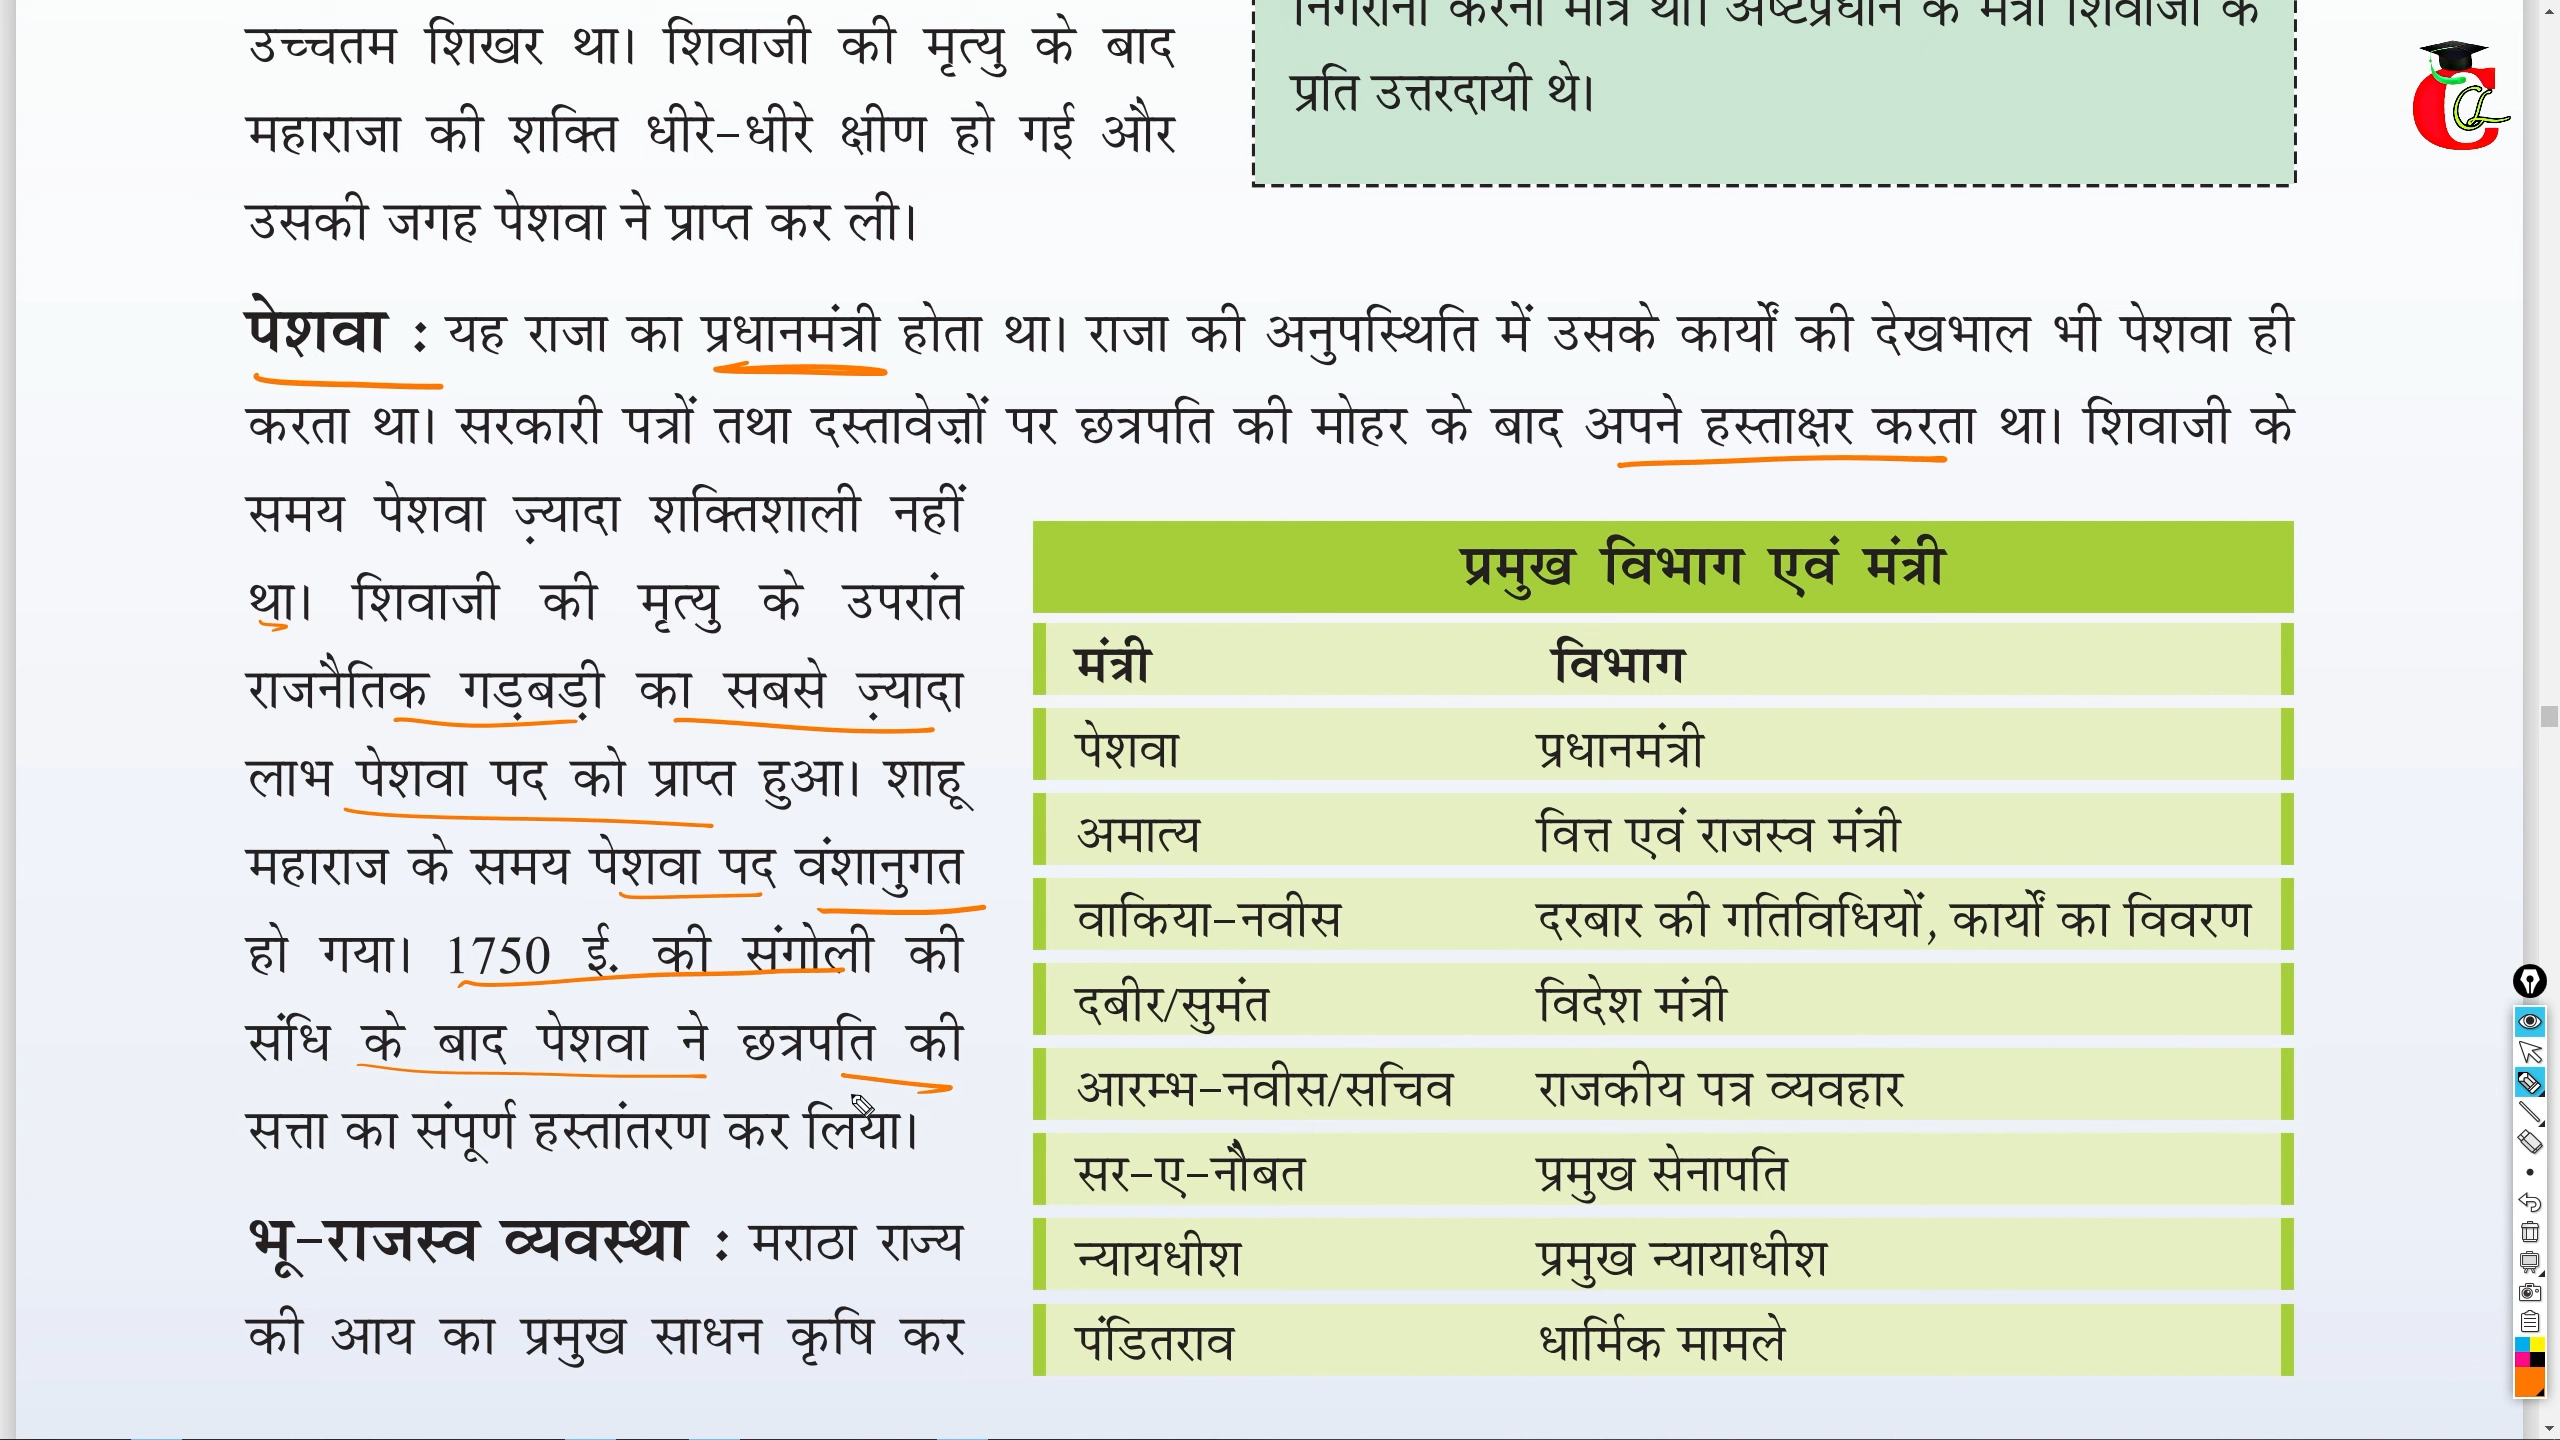 उच्चतम शिखर था। शिवाजी की मृत्यु के बाद
महाराजा की शक्ति धीरे-धीरे क्षीण हो गई और
उसकी जगह पेशवा ने प्राप्त कर ली।
निगरानी करना मात्र था। अष्टप्रधान के मंत्री शिवाजी के
प्रति उत्तरदायी थे।
पेशवा : यह राजा का प्रधानमंत्री होता था। राजा की अनुपस्थिति में उसके कार्यों की देखभाल भी पेशवा ही
करता था। सरकारी पत्रों तथा दस्तावेज़ों पर छत्रपति की मोहर के बाद अपने हस्ताक्षर करता था। शिवाजी के
समय पेशवा ज़्यादा शक्तिशाली नहीं
था। शिवाजी की मृत्यु के उपरांत
राजनैतिक गड़बड़ी का सबसे ज़्यादा
लाभ पेशवा पद को प्राप्त हुआ। शाहू
महाराज के समय पेशवा पद वंशानुगत
हो गया। 1750 ई. की संगोली की
संधि के बाद पेशवा ने छत्रपति की
सत्ता का संपूर्ण हस्तांतरण कर लिया।
भू-राजस्व व्यवस्था : मराठा राज्य
की आय का प्रमुख साधन कृषि कर
प्रमुख विभाग एवं मंत्री
मंत्री विभाग
पेशवा प्रधानमंत्री
अमात्य वित्त एवं राजस्व मंत्री
वाकिया-नवीस दरबार की गतिविधियों, कार्यों का विवरण
दबीर/सुमंत विदेश मंत्री
आरम्भ-नवीस/सचिव राजकीय पत्र व्यवहार
सर-ए-नौबत प्रमुख सेनापति
न्यायधीश प्रमुख न्यायाधीश
पंडितराव धार्मिक मामले